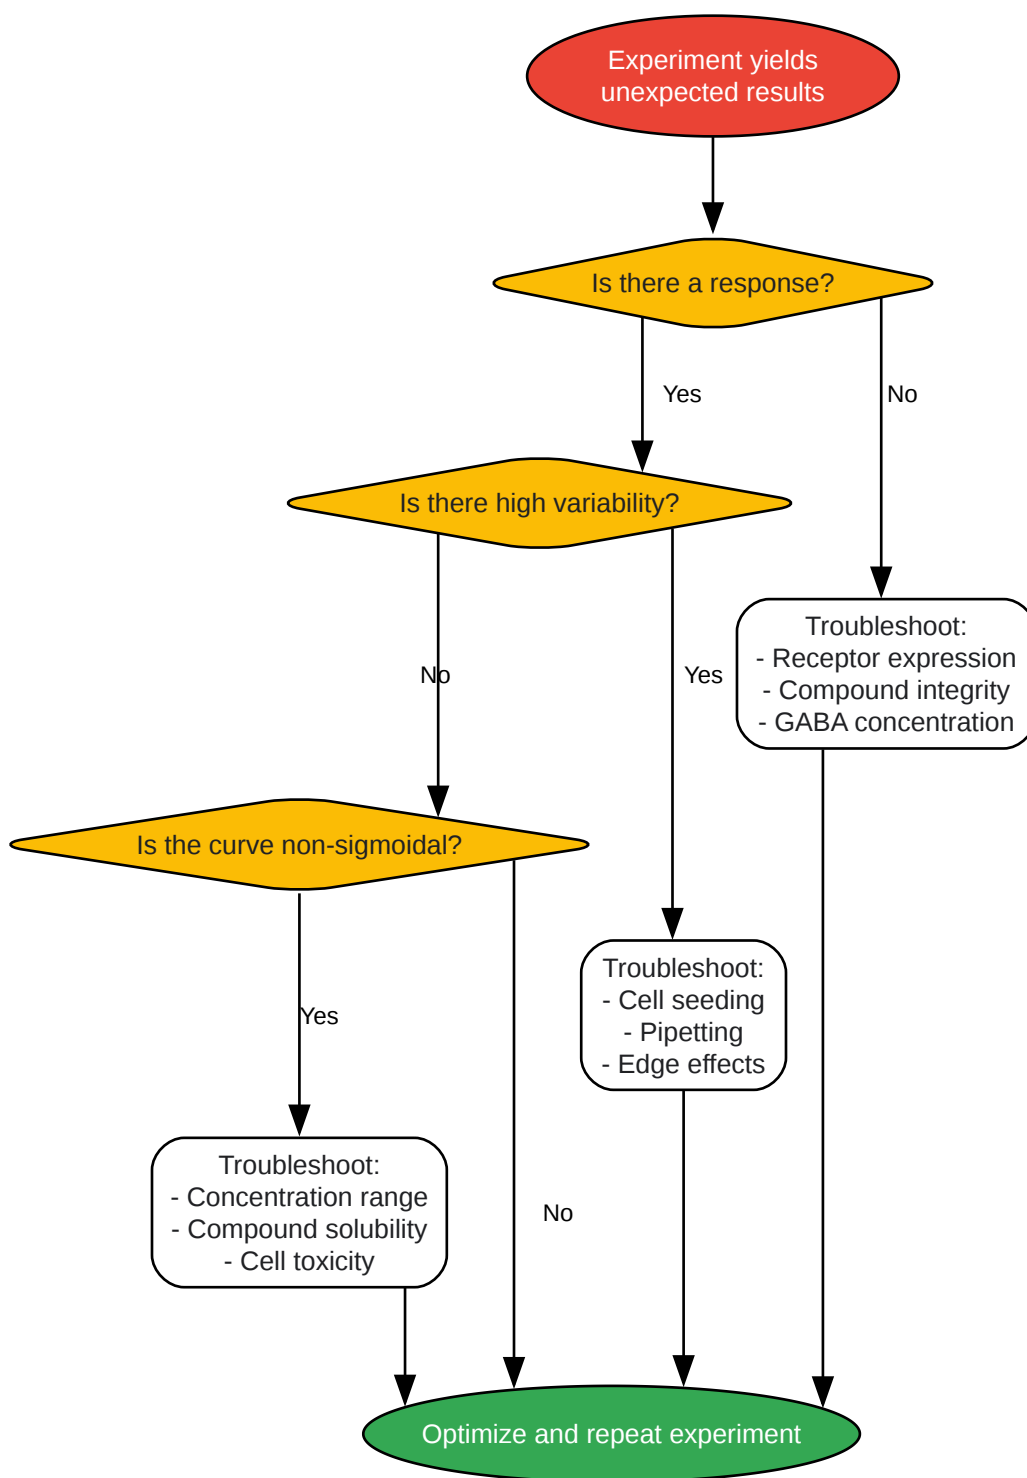 Experiment yields
unexpected results
Is there a response?
Yes
No
Is there high variability?
Troubleshoot:
- Receptor expression
- Compound integrity
- GABA concentration
No
Yes
Is the curve non-sigmoidal?
Troubleshoot:
- Cell seeding
- Pipetting
- Edge effects
Yes
Troubleshoot:
- Concentration range
- Compound solubility
- Cell toxicity
No
Optimize and repeat experiment